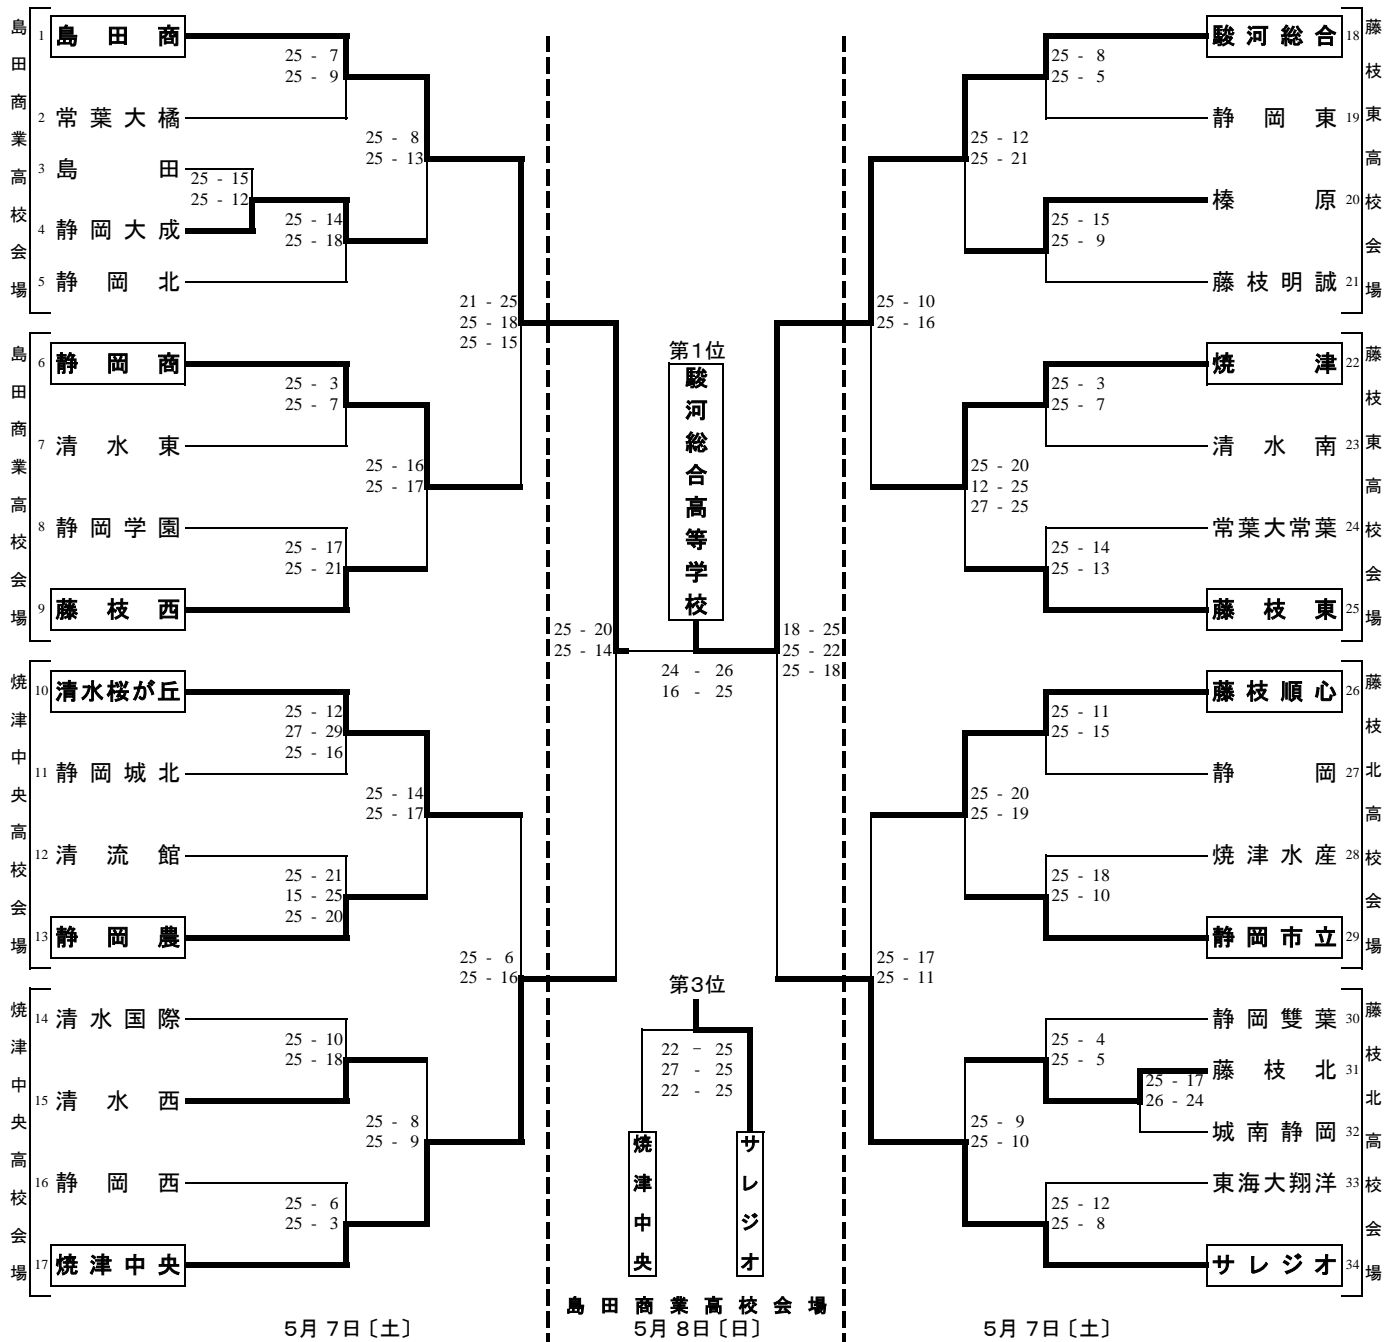 島田商業高校会場
1 島田商
25 - 7
25 - 9
2 常葉大橘
25 - 8
25 - 13
3 島田
25 - 15
25 - 12
4 静岡大成
25 - 14
25 - 18
5 静岡北
21 - 25
25 - 18
25 - 15
島田商業高校会場
6 静岡商
25 - 3
25 - 7
7 清水東
25 - 16
25 - 17
8 静岡学園
25 - 17
25 - 21
9 藤枝西
25 - 20
25 - 14
焼津中央高校会場
10 清水桜が丘
25 - 12
27 - 29
25 - 16
11 静岡城北
25 - 14
25 - 17
12 清流館
25 - 21
15 - 25
25 - 20
13 静岡農
25 - 6
25 - 16
焼津中央高校会場
14 清水国際
25 - 10
25 - 18
15 清水西
25 - 8
25 - 9
16 静岡西
25 - 6
25 - 3
17 焼津中央
5月 7日〔土〕
第1位
駿河総合高等学校
24 - 26
16 - 25
第3位
22 - 25
27 - 25
22 - 25
焼津中央
サレジオ
島田商業高校会場
5月 8日〔日〕
藤枝東高校会場
駿河総合 18
25 - 8
25 - 5
静岡東 19
25 - 12
25 - 21
榛原 20
25 - 15
25 - 9
藤枝明誠 21
25 - 10
25 - 16
藤枝東高校会場
焼津 22
25 - 3
25 - 7
清水南 23
25 - 20
12 - 25
27 - 25
常葉大常葉 24
25 - 14
25 - 13
藤枝東 25
18 - 25
25 - 22
25 - 18
藤枝北高校会場
藤枝順心 26
25 - 11
25 - 15
静岡 27
25 - 20
25 - 19
焼津水産 28
25 - 18
25 - 10
静岡市立 29
25 - 17
25 - 11
藤枝北高校会場
静岡雙葉 30
25 - 4
25 - 5
藤枝北 31
25 - 17
26 - 24
城南静岡 32
25 - 9
25 - 10
東海大翔洋 33
25 - 12
25 - 8
サレジオ 34
5月 7日〔土〕